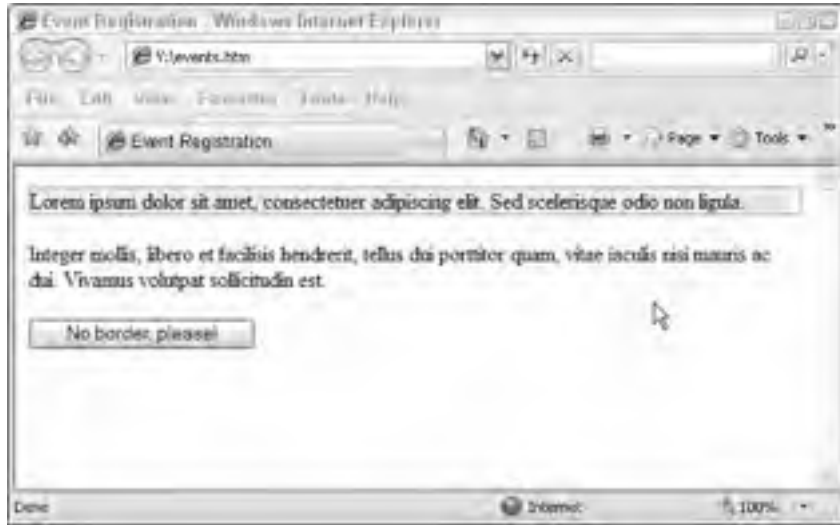 Event Registration - Windows Internet Explorer
Y:\events.htm
File Edit View Favorites Tools Help
Event Registration
Page Tools
Lorem ipsum dolor sit amet, consectetuer adipiscing elit. Sed scelerisque odio non ligula.
Integer mollis, libero et facilisis hendrerit, tellus dui porttitor quam, vitae iaculis nisi mauris ac
dui. Vivamus volutpat sollicitudin est.
No border, please!
Done Internet 100%